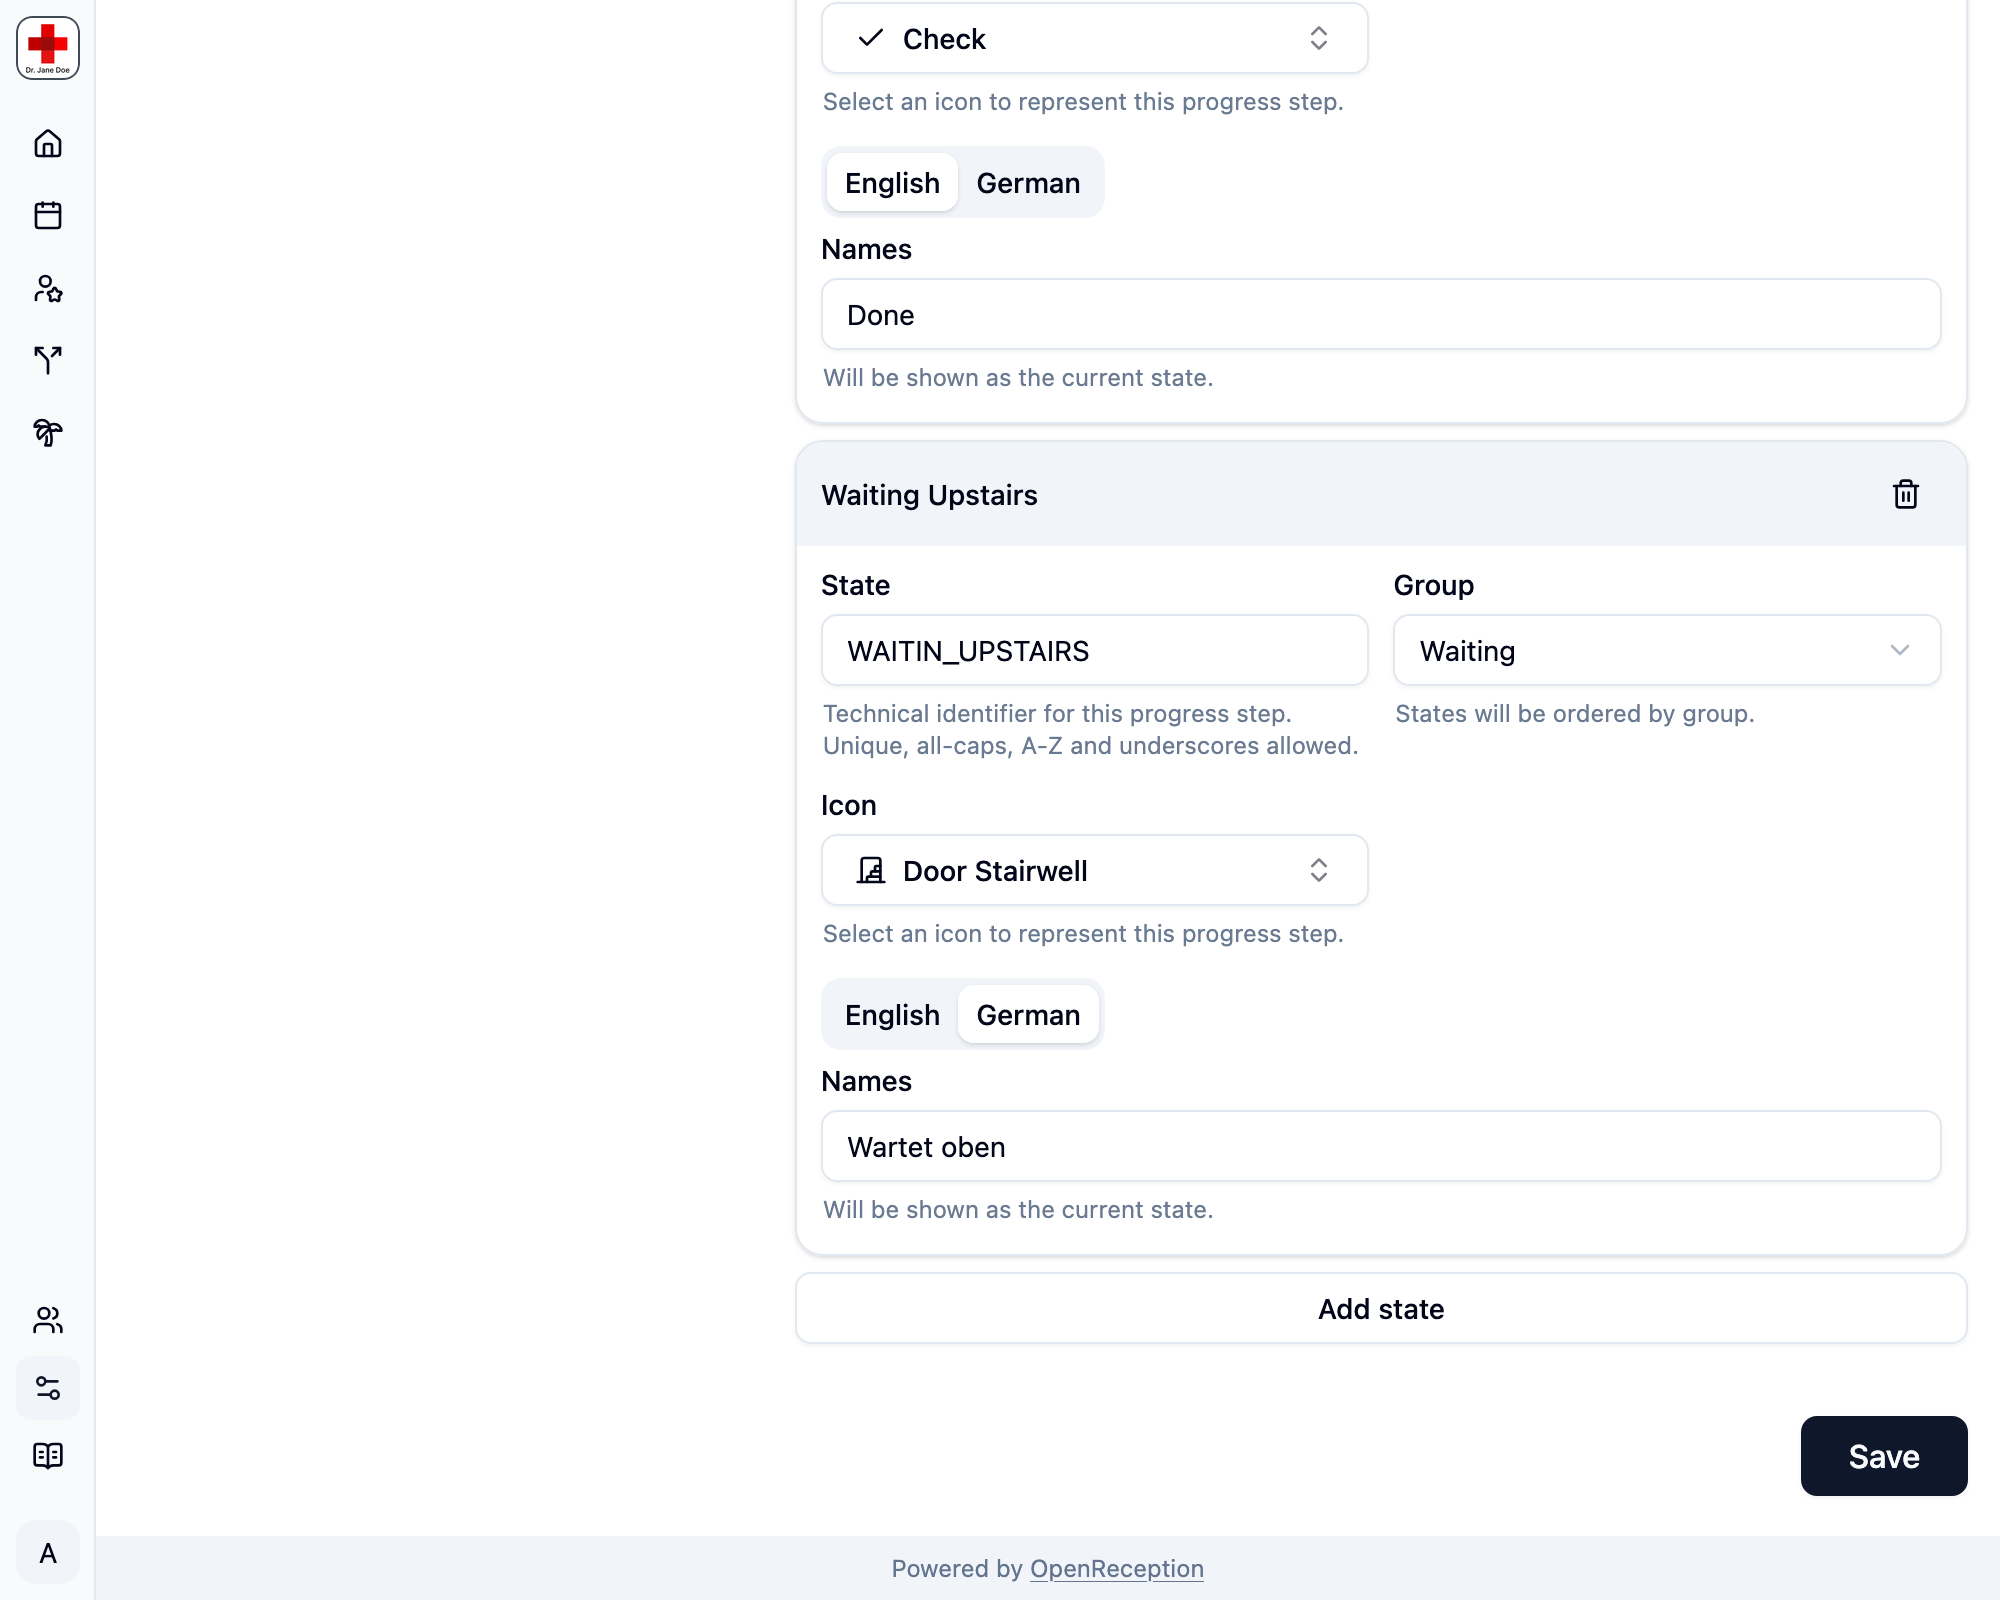 Dr. Jane Doe
Check
Select an icon to represent this progress step.
English German
Names
Done
Will be shown as the current state.
Waiting Upstairs
State Group
WAITIN_UPSTAIRS Waiting
Technical identifier for this progress step. States will be ordered by group.
Unique, all-caps, A-Z and underscores allowed.
Icon
Door Stairwell
Select an icon to represent this progress step.
English German
Names
Wartet oben
Will be shown as the current state.
Add state
Save
A
Powered by OpenReception